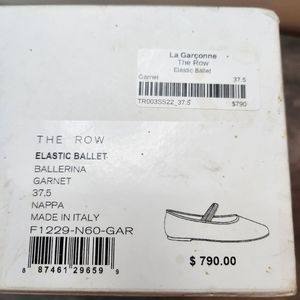 La Garçonne
The Row
Elastic Ballet
Garnet 37.5
TR003SS22_37.5 $790
THE ROW
ELASTIC BALLET
BALLERINA
GARNET
37,5
NAPPA
MADE IN ITALY
F1229-N60-GAR
8 87461 29659 9
$ 790.00